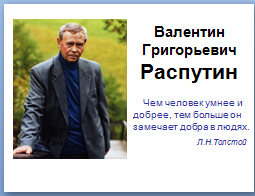 Валентин
Григорьевич
Распутин
Чем человек умнее и
добрее, тем больше он
замечает добра в людях.
Л.Н.Толстой